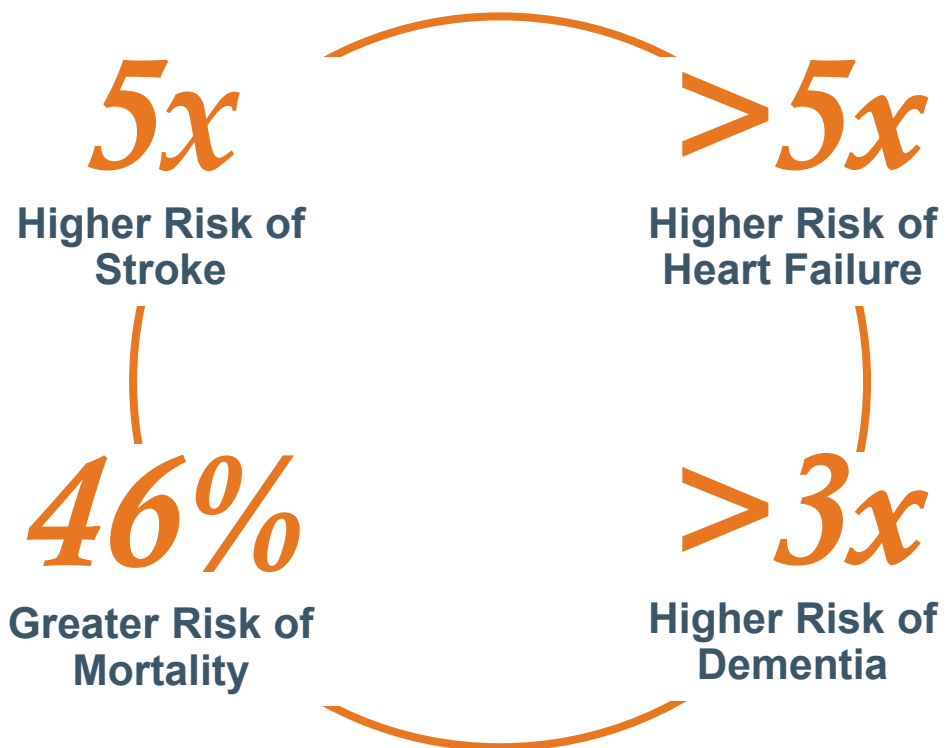 5x
Higher Risk of
Stroke
>5x
Higher Risk of
Heart Failure
46%
Greater Risk of
Mortality
>3x
Higher Risk of
Dementia